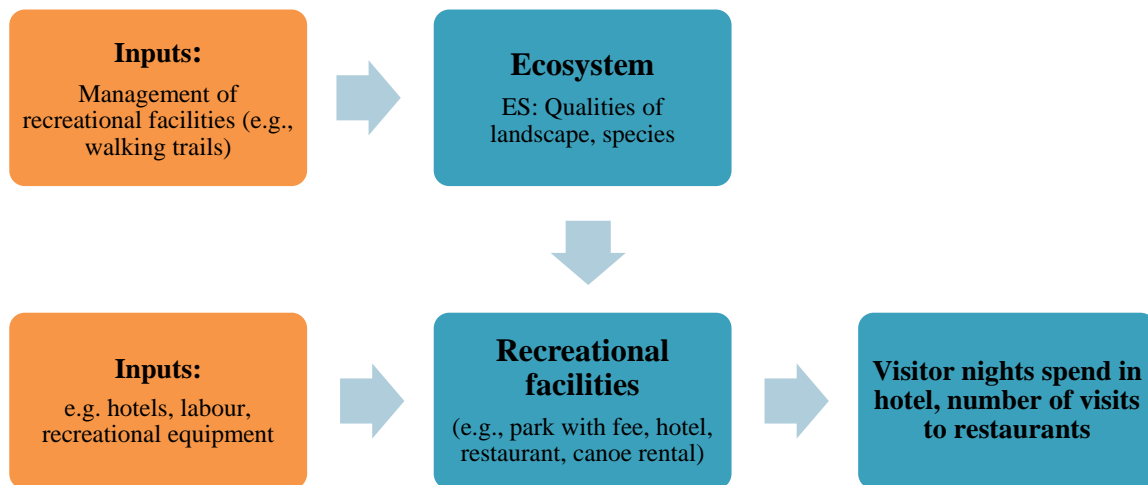 Inputs:
Management of
recreational facilities (e.g.,
walking trails)
Ecosystem
ES: Qualities of
landscape, species
Inputs:
e.g. hotels, labour,
recreational equipment
Recreational
facilities
(e.g., park with fee, hotel,
restaurant, canoe rental)
Visitor nights spend in
hotel, number of visits
to restaurants